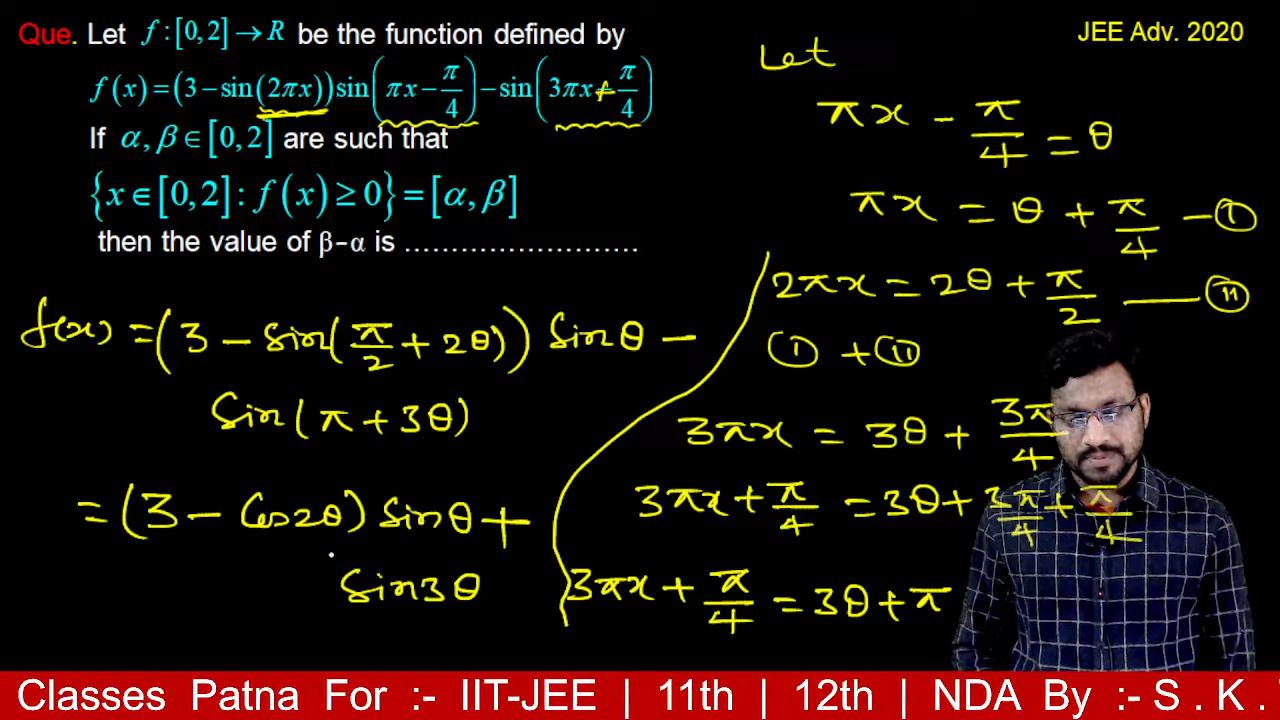 Que. Let f : [0, 2] → R be the function defined by
JEE Adv. 2020
f(x) = (3 − sin(2πx)) sin(πx − π/4) − sin(3πx + π/4)
If α, β ∈ [0, 2] are such that
{x ∈ [0, 2] : f(x) ≥ 0} = [α, β]
then the value of β-α is ..........................
f(x) = (3 − sin(π/2 + 2θ)) sinθ −
sin(π + 3θ)
= (3 − Cos2θ) sinθ +
sin3θ
Let
πx − π/4 = θ
πx = θ + π/4 — (I)
2πx = 2θ + π/2 — (II)
(I) + (II)
3πx = 3θ + 3π/4
3πx + π/4 = 3θ + 3π/4 + π/4
3πx + π/4 = 3θ + π
Classes Patna For :- IIT-JEE | 11th | 12th | NDA By :- S . K .